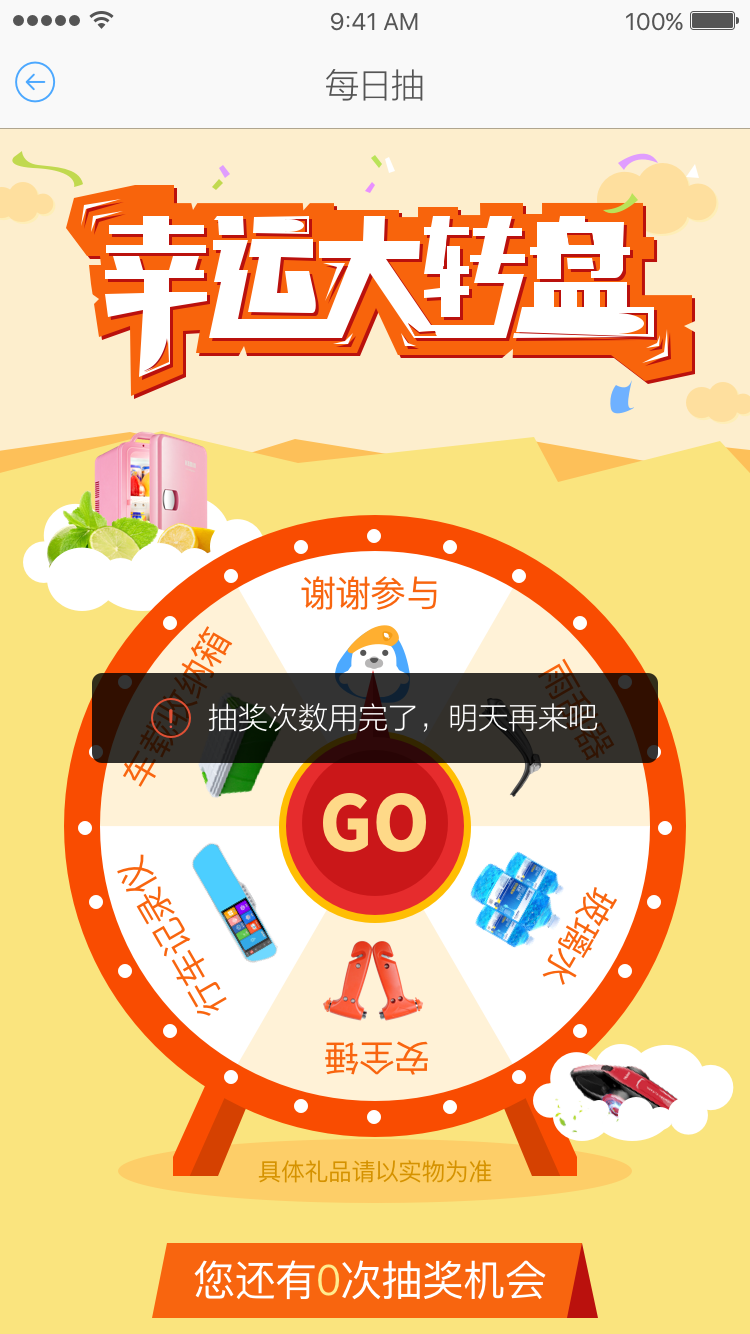 9:41 AM
100%
每日抽
幸运大转盘
谢谢参与
车载收纳箱
雨刮器
抽奖次数用完了，明天再来吧
GO
行车记录仪
玻璃水
安全锤
具体礼品请以实物为准
您还有0次抽奖机会